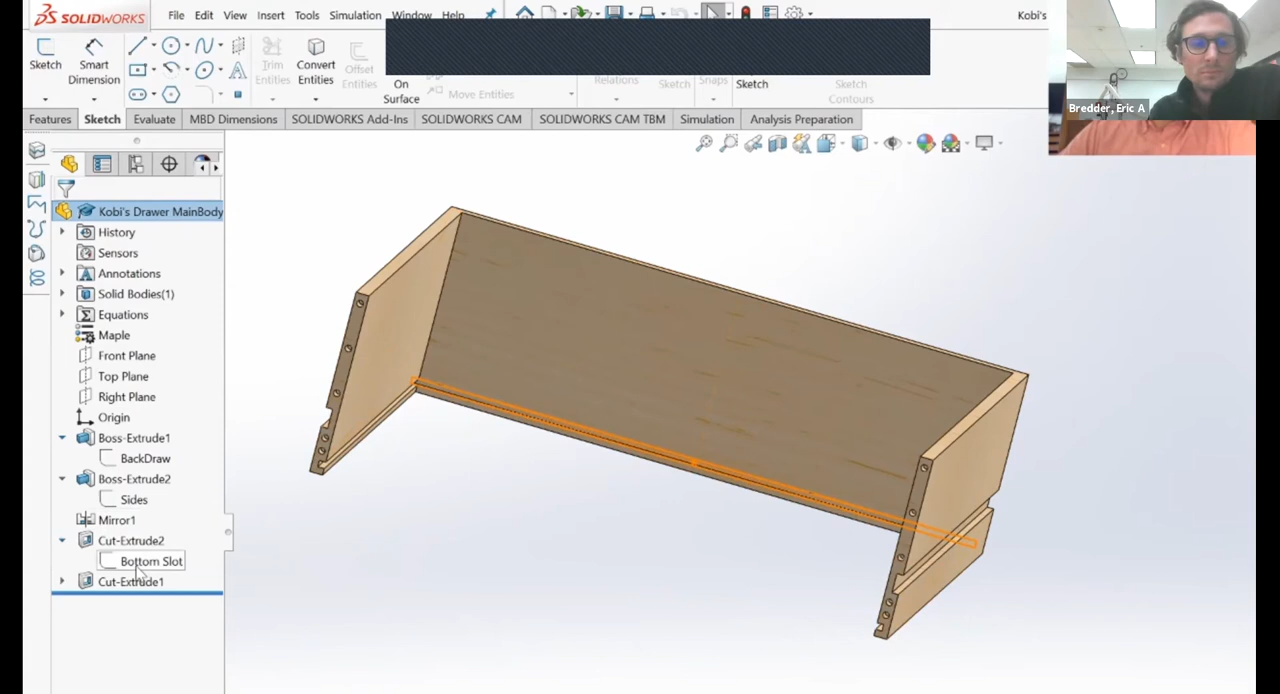 SOLIDWORKS File Edit View Insert Tools Simulation Window Help Kobi's
Sketch Smart Dimension Trim Entities Convert Entities Offset Entities On Surface Move Entities Relations Sketch Snaps Sketch Sketch Contours
Bredder, Eric A
Features Sketch Evaluate MBD Dimensions SOLIDWORKS Add-Ins SOLIDWORKS CAM SOLIDWORKS CAM TBM Simulation Analysis Preparation
Kobi's Drawer MainBody
History
Sensors
Annotations
Solid Bodies(1)
Equations
Maple
Front Plane
Top Plane
Right Plane
Origin
Boss-Extrude1
BackDraw
Boss-Extrude2
Sides
Mirror1
Cut-Extrude2
Bottom Slot
Cut-Extrude1